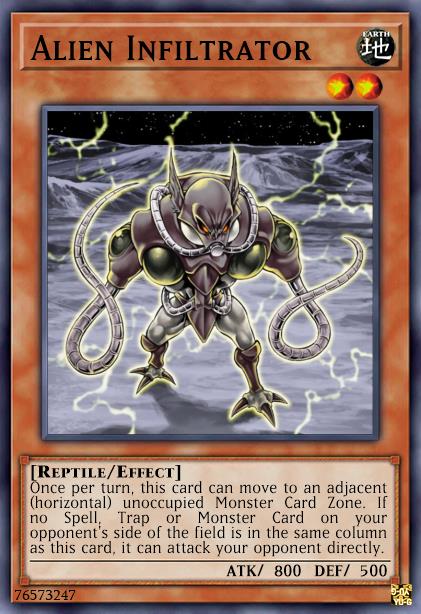 Alien Infiltrator
EARTH
地
[Reptile/Effect]
Once per turn, this card can move to an adjacent
(horizontal) unoccupied Monster Card Zone. If
no Spell, Trap or Monster Card on your
opponent's side of the field is in the same column
as this card, it can attack your opponent directly.
ATK/ 800 DEF/ 500
76573247